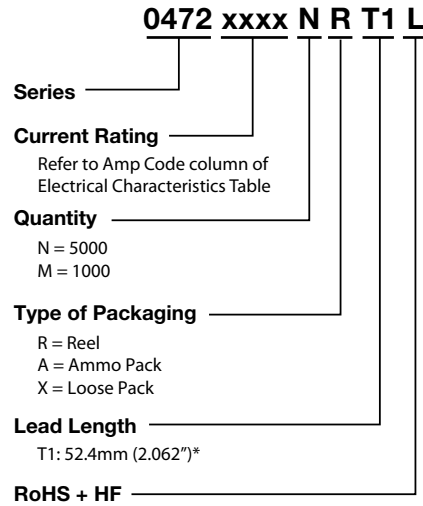 0472 xxxx N R T1 L
Series
Current Rating
Refer to Amp Code column of
Electrical Characteristics Table
Quantity
N = 5000
M = 1000
Type of Packaging
R = Reel
A = Ammo Pack
X = Loose Pack
Lead Length
T1: 52.4mm (2.062″)*
RoHS + HF